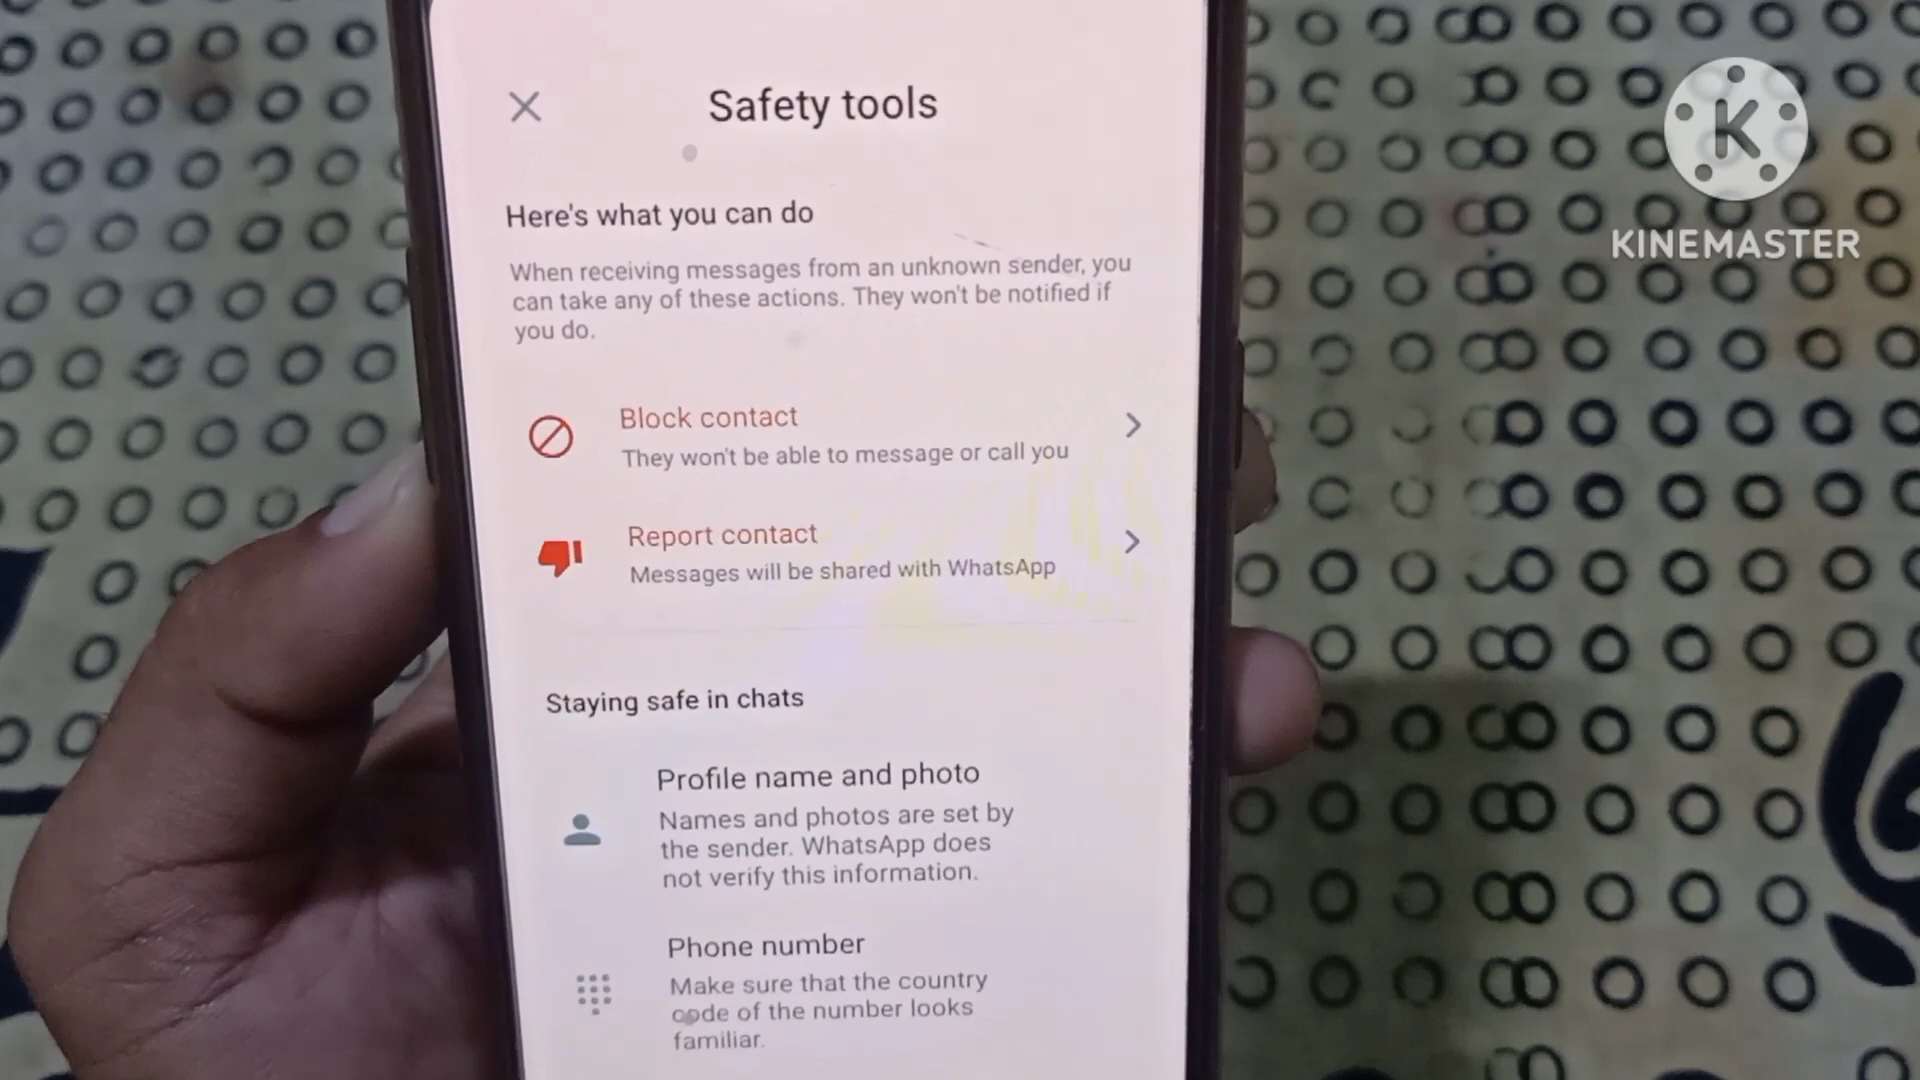 Safety tools
Here's what you can do
When receiving messages from an unknown sender, you
can take any of these actions. They won't be notified if
you do.
Block contact
They won't be able to message or call you
Report contact
Messages will be shared with WhatsApp
Staying safe in chats
Profile name and photo
Names and photos are set by
the sender. WhatsApp does
not verify this information.
Phone number
Make sure that the country
code of the number looks
familiar.
K
KINEMASTER